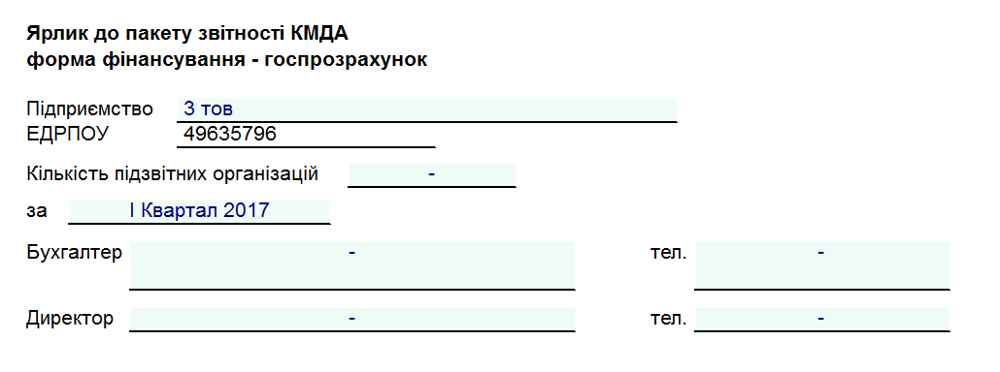 Ярлик до пакету звітності КМДА
форма фінансування - госпрозрахунок
Підприємство 3 тов
ЕДРПОУ 49635796
Кількість підзвітних організацій -
за І Квартал 2017
Бухгалтер - тел. -
Директор - тел. -